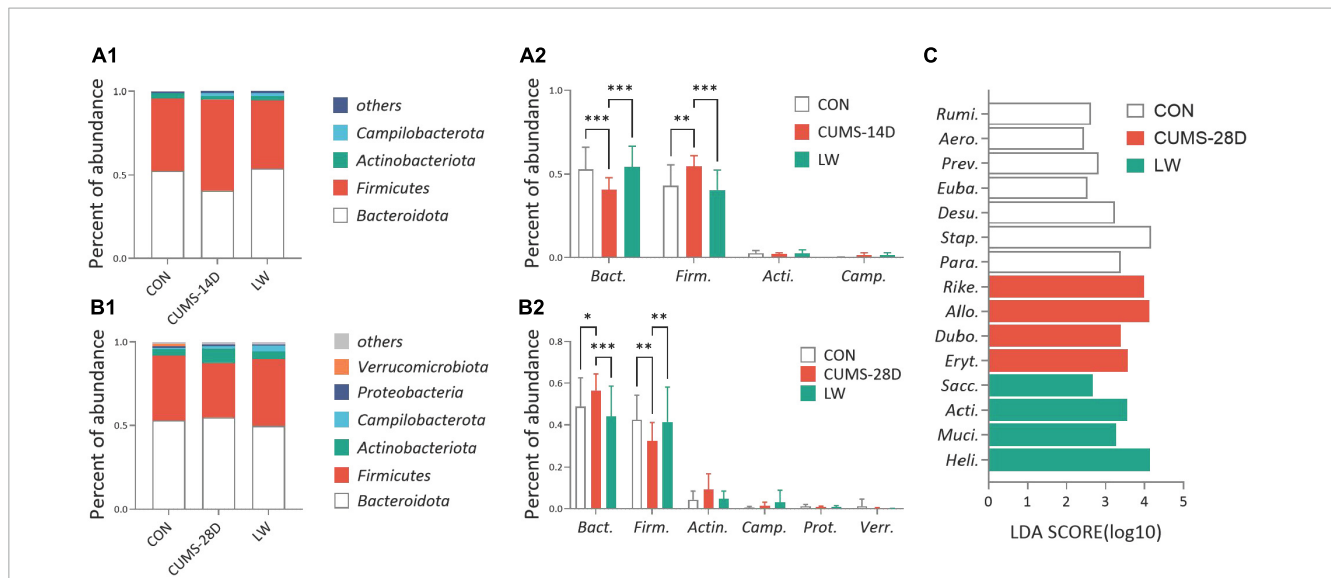 A1
Percent of abundance
1.0
0.5
0.0
CON
CUMS-14D
LW
others
Campilobacterota
Actinobacteriota
Firmicutes
Bacteroidota
A2
Percent of abundance
1.0
0.5
0.0
*** *** ** ***
CON
CUMS-14D
LW
Bact. Firm. Acti. Camp.
B1
Percent of abundance
1.0
0.5
0.0
CON
CUMS-28D
LW
others
Verrucomicrobiota
Proteobacteria
Campilobacterota
Actinobacteriota
Firmicutes
Bacteroidota
B2
Percent of abundance
0.8
0.6
0.4
0.2
0.0
* *** ** **
CON
CUMS-28D
LW
Bact. Firm. Actin. Camp. Prot. Verr.
C
CON
CUMS-28D
LW
Rumi.
Aero.
Prev.
Euba.
Desu.
Stap.
Para.
Rike.
Allo.
Dubo.
Eryt.
Sacc.
Acti.
Muci.
Heli.
0 1 2 3 4 5
LDA SCORE(log10)